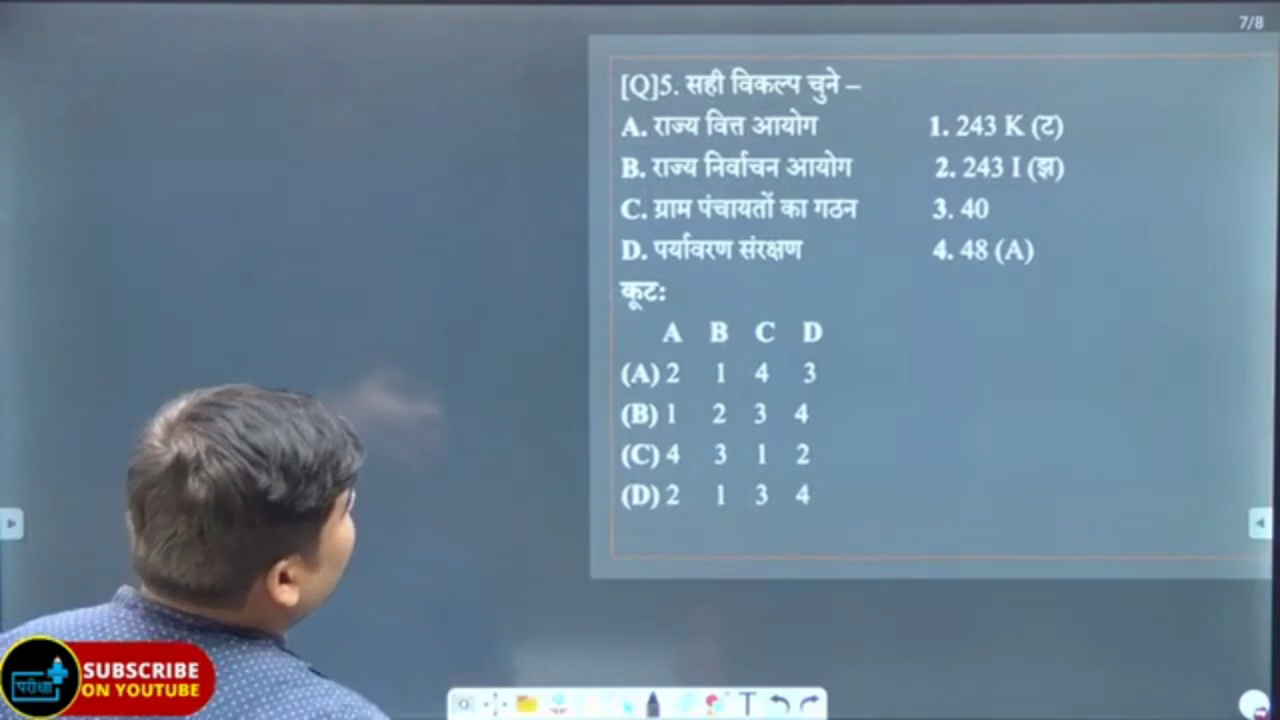 7/8
[Q]5. सही विकल्प चुने –
A. राज्य वित्त आयोग 1. 243 K (ट)
B. राज्य निर्वाचन आयोग 2. 243 I (झ)
C. ग्राम पंचायतों का गठन 3. 40
D. पर्यावरण संरक्षण 4. 48 (A)
कूटः
A B C D
(A) 2 1 4 3
(B) 1 2 3 4
(C) 4 3 1 2
(D) 2 1 3 4
परीक्षा
SUBSCRIBE
ON YOUTUBE